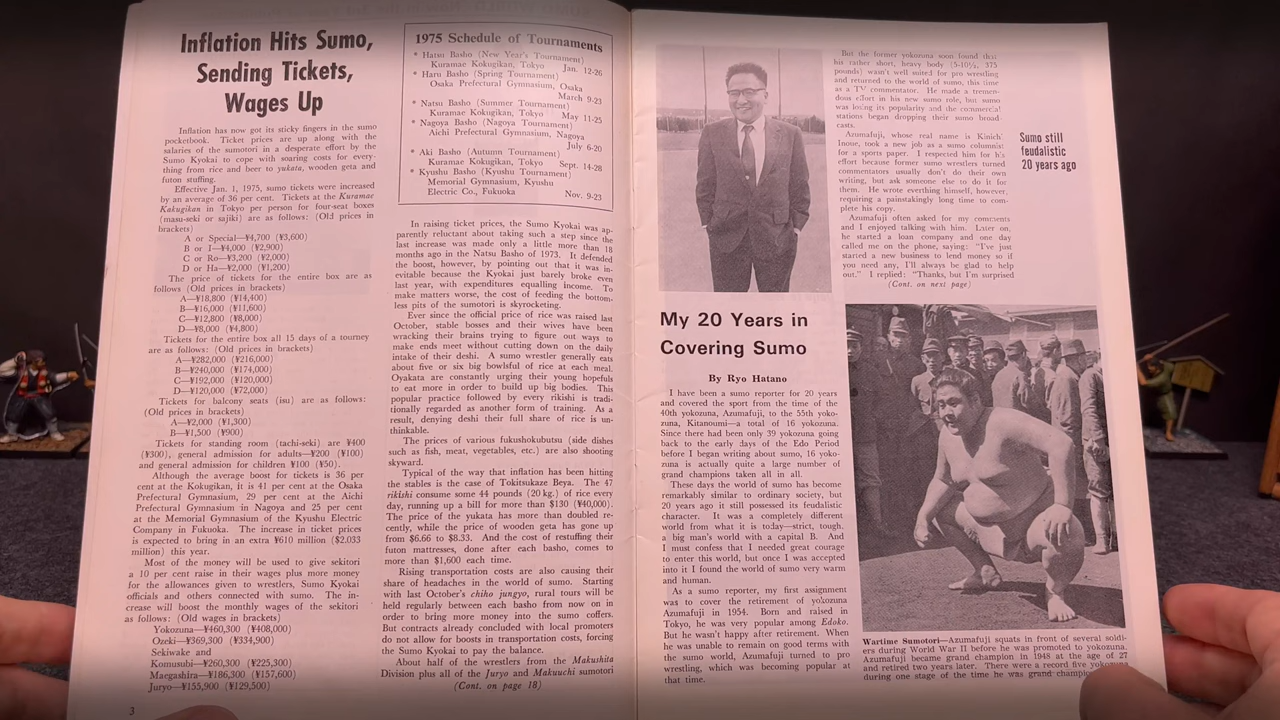 Inflation Hits Sumo,
Sending Tickets,
Wages Up
Inflation has now got its sticky fingers in the sumo
pocketbook. Ticket prices are up along with the
salaries of the sumotori in a desperate effort by the
Sumo Kyokai to cope with soaring costs for every-
thing from rice and beer to yukata, wooden geta and
futon stuffing.
Effective Jan. 1, 1975, sumo tickets were increased
by an average of 36 per cent. Tickets at the Kuramae
Kakugikan in Tokyo per person for four-seat boxes
(masu-seki or sajiki) are as follows: (Old prices in
brackets)
A or Special—¥4,700 (¥3,600)
B or I—¥4,000 (¥2,900)
C or Ro—¥3,200 (¥2,000)
D or Ha—¥2,000 (¥1,200)
The price of tickets for the entire box are as
follows (Old prices in brackets)
A—¥18,800 (¥14,400)
B—¥16,000 (¥11,600)
C—¥12,800 (¥8,000)
D—¥8,000 (¥4,800)
Tickets for the entire box all 15 days of a tourney
are as follows: (Old prices in brackets)
A—¥282,000 (¥216,000)
B—¥240,000 (¥174,000)
C—¥192,000 (¥120,000)
D—¥120,000 (¥72,000)
Tickets for balcony seats (isu) are as follows:
(Old prices in brackets)
A—¥2,000 (¥1,300)
B—¥1,500 (¥900)
Tickets for standing room (tachi-seki) are ¥400
(¥300), general admission for adults—¥200 (¥100)
and general admission for children ¥100 (¥50).
Although the average boost for tickets is 36 per
cent at the Kokugikan, it is 41 per cent at the Osaka
Prefectural Gymnasium, 29 per cent at the Aichi
Prefectural Gymnasium in Nagoya and 25 per cent
at the Memorial Gymnasium of the Kyushu Electric
Company in Fukuoka. The increase in ticket prices
is expected to bring in an extra ¥610 million ($2.033
million) this year.
Most of the money will be used to give sekitori
a 10 per cent raise in their wages plus more money
for the allowances given to wrestlers, Sumo Kyokai
officials and others connected with sumo. The in-
crease will boost the monthly wages of the sekitori
as follows: (Old wages in brackets)
Yokozuna—¥460,300 (¥408,000)
Ozeki—¥369,300 (¥334,900)
Sekiwake and
Komusubi—¥260,300 (¥225,300)
Maegashira—¥186,300 (¥157,600)
Juryo—¥155,900 (¥129,500)
3
1975 Schedule of Tournaments
* Hatsu Basho (New Year's Tournament)
Kuramae Kokugikan, Tokyo Jan. 12-26
* Haru Basho (Spring Tournament)
Osaka Prefectural Gymnasium, Osaka
March 9-23
* Natsu Basho (Summer Tournament)
Kuramae Kokugikan, Tokyo May 11-25
* Nagoya Basho (Nagoya Tournament)
Aichi Prefectural Gymnasium, Nagoya
July 6-20
* Aki Basho (Autumn Tournament)
Kuramae Kokugikan, Tokyo Sept. 14-28
* Kyushu Basho (Kyushu Tournament)
Memorial Gymnasium, Kyushu
Electric Co., Fukuoka Nov. 9-23
In raising ticket prices, the Sumo Kyokai was ap-
parently reluctant about taking such a step since the
last increase was made only a little more than 18
months ago in the Natsu Basho of 1973. It defended
the boost, however, by pointing out that it was in-
evitable because the Kyokai just barely broke even
last year, with expenditures equalling income. To
make matters worse, the cost of feeding the bottom-
less pits of the sumotori is skyrocketing.
Ever since the official price of rice was raised last
October, stable bosses and their wives have been
wracking their brains trying to figure out ways to
make ends meet without cutting down on the daily
intake of their deshi. A sumo wrestler generally eats
about five or six big bowlsful of rice at each meal.
Oyakata are constantly urging their young hopefuls
to eat more in order to build up big bodies. This
popular practice followed by every rikishi is tradi-
tionally regarded as another form of training. As a
result, denying deshi their full share of rice is un-
thinkable.
The prices of various fukushokubutsu (side dishes
such as fish, meat, vegetables, etc.) are also shooting
skyward.
Typical of the way that inflation has been hitting
the stables is the case of Tokitsukaze Beya. The 47
rikishi consume some 44 pounds (20 kg.) of rice every
day, running up a bill for more than $130 (¥40,000).
The price of the yukata has more than doubled re-
cently, while the price of wooden geta has gone up
from $6.66 to $8.33. And the cost of restuffing their
futon mattresses, done after each basho, comes to
more than $1,600 each time.
Rising transportation costs are also causing their
share of headaches in the world of sumo. Starting
with last October's chiho jungyo, rural tours will be
held regularly between each basho from now on in
order to bring more money into the sumo coffers.
But contracts already concluded with local promoters
do not allow for boosts in transportation costs, forcing
the Sumo Kyokai to pay the balance.
About half of the wrestlers from the Makushita
Division plus all of the Juryo and Makuuchi sumotori
(Cont. on page 18)
My 20 Years in
Covering Sumo
By Ryo Hatano
I have been a sumo reporter for 20 years
and covered the sport from the time of the
40th yokozuna, Azumafuji, to the 55th yoko-
zuna, Kitanoumi—a total of 16 yokozuna.
Since there had been only 39 yokozuna going
back to the early days of the Edo Period
before I began writing about sumo, 16 yoko-
zuna is actually quite a large number of
grand champions taken all in all.
These days the world of sumo has become
remarkably similar to ordinary society, but
20 years ago it still possessed its feudalistic
character. It was a completely different
world from what it is today—strict, tough,
a big man's world with a capital B. And
I must confess that I needed great courage
to enter this world, but once I was accepted
into it I found the world of sumo very warm
and human.
As a sumo reporter, my first assignment
was to cover the retirement of yokozuna
Azumafuji in 1954. Born and raised in
Tokyo, he was very popular among Edoko.
But he wasn't happy after retirement. When
he was unable to remain on good terms with
the sumo world, Azumafuji turned to pro
wrestling, which was becoming popular at
that time.
But the former yokozuna soon found that
his rather short, heavy body (5-10½, 375
pounds) wasn't well suited for pro wrestling
and returned to the world of sumo, this time
as a TV commentator. He made a tremen-
dous effort in his new sumo role, but sumo
was losing its popularity and the commercial
stations began dropping their sumo broad-
casts.
Azumafuji, whose real name is Kinichi
Inoue, took a new job as a sumo columnist
for a sports paper. I respected him for his
effort because former sumo wrestlers turned
commentators usually don't do their own
writing, but ask someone else to do it for
them. He wrote everthing himself, however,
requiring a painstakingly long time to com-
plete his copy.
Azumafuji often asked for my comments
and I enjoyed talking with him. Later on,
he started a loan company and one day
called me on the phone, saying: "I've just
started a new business to lend money so if
you need any, I'll always be glad to help
out." I replied: "Thanks, but I'm surprised
(Cont. on next page)
Sumo still
feudalistic
20 years ago
Wartime Sumotori—Azumafuji squats in front of several soldi-
ers during World War II before he was promoted to yokozuna.
Azumafuji became grand champion in 1948 at the age of 27
and retired two years later. There were a record five yokozuna
during one stage of the time he was grand